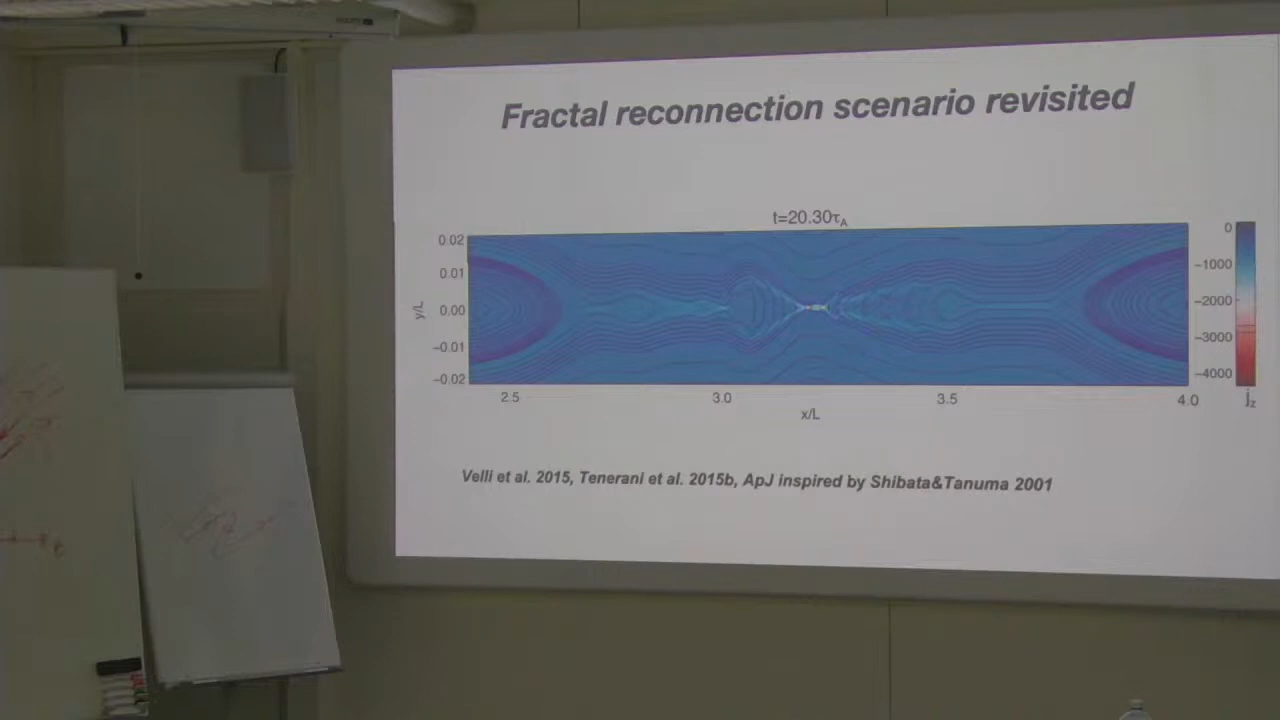 Fractal reconnection scenario revisited
t=20.30τA
0.02
0.01
0.00
−0.01
−0.02
y/L
2.5 3.0 3.5 4.0
x/L
0
−1000
−2000
−3000
−4000
jz
Velli et al. 2015, Tenerani et al. 2015b, ApJ inspired by Shibata&Tanuma 2001